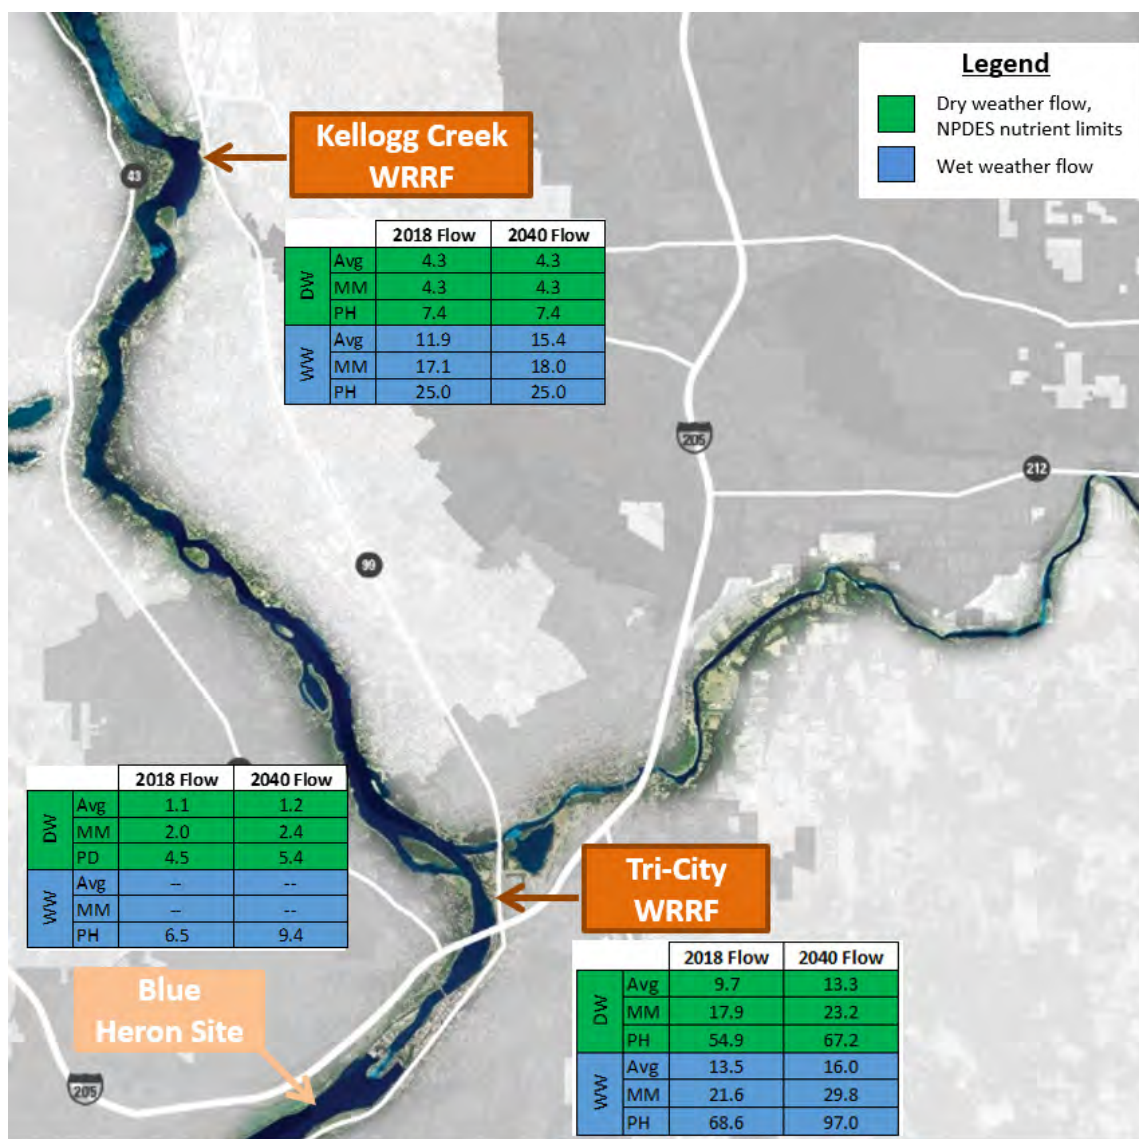 Legend
Dry weather flow,
NPDES nutrient limits
Wet weather flow
Kellogg Creek
WRRF
43
2018 Flow 2040 Flow
DW
Avg 4.3 4.3
MM 4.3 4.3
PH 7.4 7.4
WW
Avg 11.9 15.4
MM 17.1 18.0
PH 25.0 25.0
205
212
99
2018 Flow 2040 Flow
DW
Avg 1.1 1.2
MM 2.0 2.4
PD 4.5 5.4
WW
Avg -- --
MM -- --
PH 6.5 9.4
Tri-City
WRRF
2018 Flow 2040 Flow
DW
Avg 9.7 13.3
MM 17.9 23.2
PH 54.9 67.2
WW
Avg 13.5 16.0
MM 21.6 29.8
PH 68.6 97.0
Blue
Heron Site
205